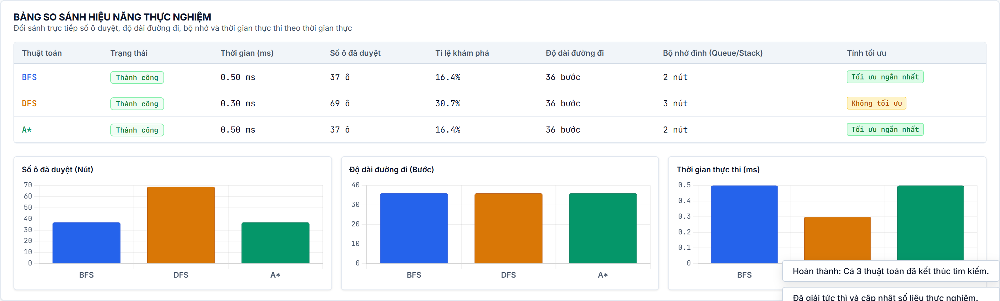 BẢNG SO SÁNH HIỆU NĂNG THỰC NGHIỆM
Đối sánh trực tiếp số ô duyệt, độ dài đường đi, bộ nhớ và thời gian thực thi theo thời gian thực
Thuật toán Trạng thái Thời gian (ms) Số ô đã duyệt Tỉ lệ khám phá Độ dài đường đi Bộ nhớ đỉnh (Queue/Stack) Tính tối ưu
BFS Thành công 0.50 ms 37 ô 16.4% 36 bước 2 nút Tối ưu ngắn nhất
DFS Thành công 0.30 ms 69 ô 30.7% 36 bước 3 nút Không tối ưu
A* Thành công 0.50 ms 37 ô 16.4% 36 bước 2 nút Tối ưu ngắn nhất
Số ô đã duyệt (Nút)
70
60
50
40
30
20
10
0
BFS DFS A*
Độ dài đường đi (Bước)
40
30
20
10
0
BFS DFS A*
Thời gian thực thi (ms)
0.5
0.4
0.3
0.2
0.1
0
BFS
Hoàn thành: Cả 3 thuật toán đã kết thúc tìm kiếm.
Đã giải tức thì và cập nhật số liệu thực nghiệm.